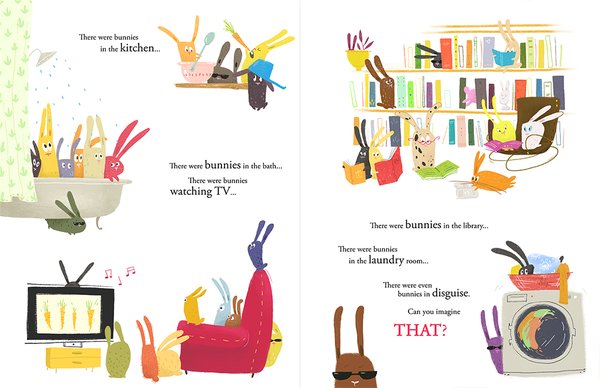 There were bunnies
in the kitchen...
There were bunnies in the bath...
There were bunnies
watching TV...
There were bunnies in the library...
There were bunnies
in the laundry room...
There were even
bunnies in disguise.
Can you imagine
THAT?